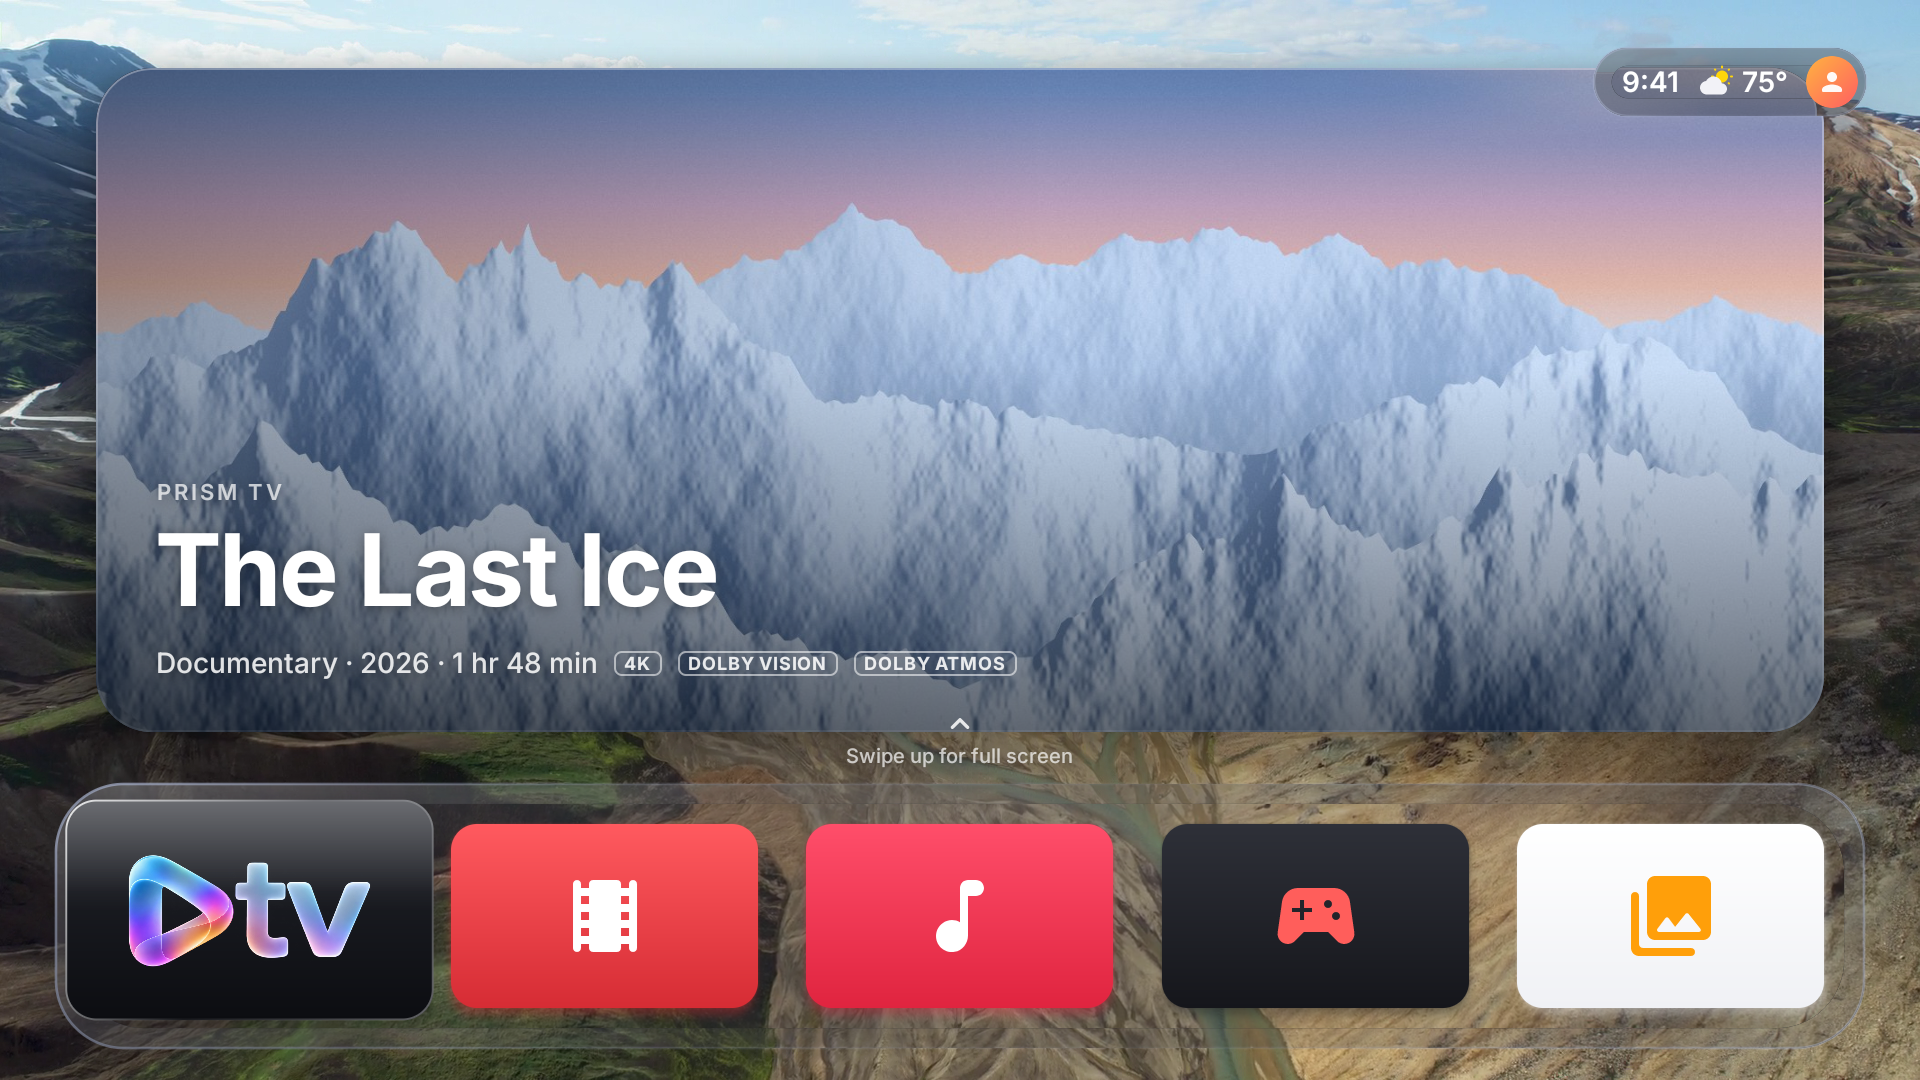 9:41 75°
PRISM TV
The Last Ice
Documentary · 2026 · 1 hr 48 min 4K DOLBY VISION DOLBY ATMOS
Swipe up for full screen
tv